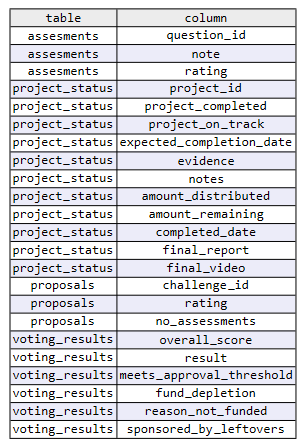 table column
assesments question_id
assesments note
assesments rating
project_status project_id
project_status project_completed
project_status project_on_track
project_status expected_completion_date
project_status evidence
project_status notes
project_status amount_distributed
project_status amount_remaining
project_status completed_date
project_status final_report
project_status final_video
proposals challenge_id
proposals rating
proposals no_assessments
voting_results overall_score
voting_results result
voting_results meets_approval_threshold
voting_results fund_depletion
voting_results reason_not_funded
voting_results sponsored_by_leftovers